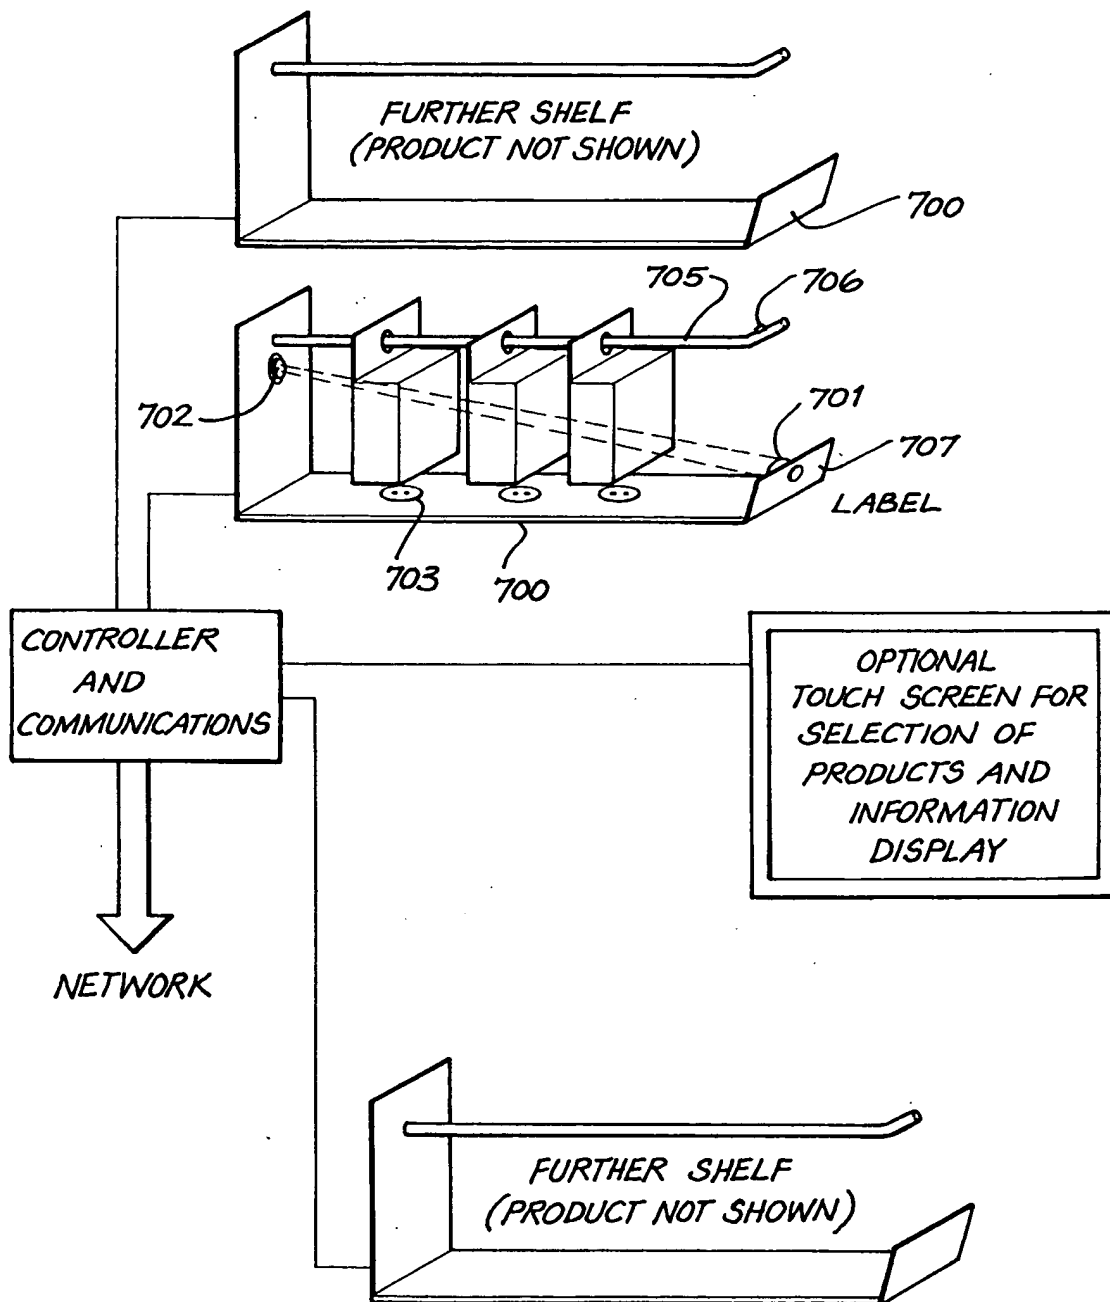 FURTHER SHELF
(PRODUCT NOT SHOWN)
700
705
706
702
701
707
LABEL
703
700
CONTROLLER
AND
COMMUNICATIONS
OPTIONAL
TOUCH SCREEN FOR
SELECTION OF
PRODUCTS AND
INFORMATION
DISPLAY
NETWORK
FURTHER SHELF
(PRODUCT NOT SHOWN)